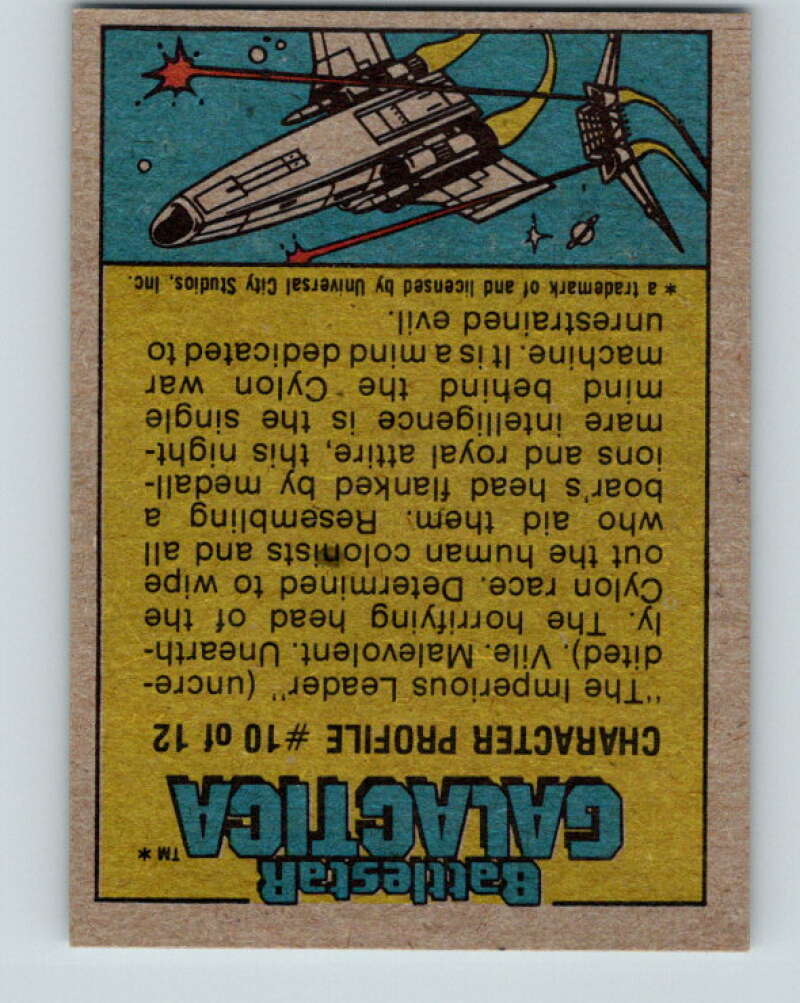 BattlestaR
GALACTICA™*
CHARACTER PROFILE #10 of 12
"The Imperious Leader" (uncre-
dited). Vile. Malevolent. Unearth-
ly. The horrifying head of the
Cylon race. Determined to wipe
out the human colonists and all
who aid them. Resembling a
boar's head flanked by medall-
ions and royal attire, this night-
mare intelligence is the single
mind behind the Cylon war
machine. It is a mind dedicated to
unrestrained evil.
* a trademark of and licensed by Universal City Studios, Inc.